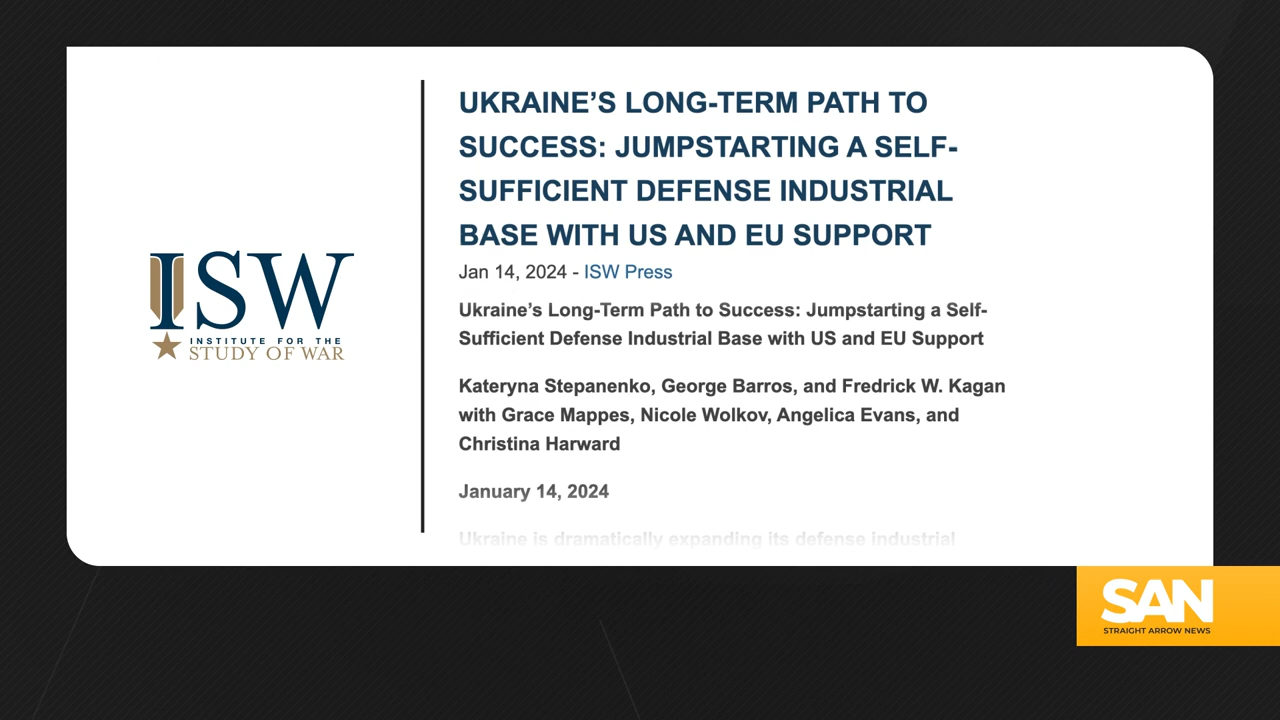 UKRAINE’S LONG-TERM PATH TO
SUCCESS: JUMPSTARTING A SELF-
SUFFICIENT DEFENSE INDUSTRIAL
BASE WITH US AND EU SUPPORT
Jan 14, 2024 - ISW Press
Ukraine’s Long-Term Path to Success: Jumpstarting a Self-
Sufficient Defense Industrial Base with US and EU Support
Kateryna Stepanenko, George Barros, and Fredrick W. Kagan
with Grace Mappes, Nicole Wolkov, Angelica Evans, and
Christina Harward
January 14, 2024
Ukraine is dramatically expanding its defense industrial
ISW
INSTITUTE FOR THE
STUDY OF WAR
SAN
STRAIGHT ARROW NEWS